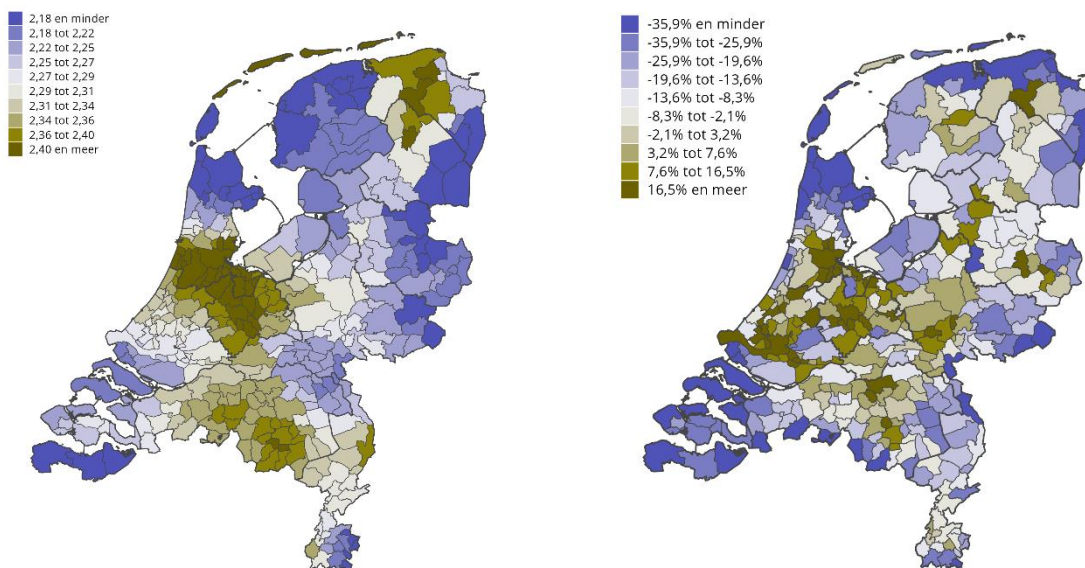 2,18 en minder
2,18 tot 2,22
2,22 tot 2,25
2,25 tot 2,27
2,27 tot 2,29
2,29 tot 2,31
2,31 tot 2,34
2,34 tot 2,36
2,36 tot 2,40
2,40 en meer
-35,9% en minder
-35,9% tot -25,9%
-25,9% tot -19,6%
-19,6% tot -13,6%
-13,6% tot -8,3%
-8,3% tot -2,1%
-2,1% tot 3,2%
3,2% tot 7,6%
7,6% tot 16,5%
16,5% en meer